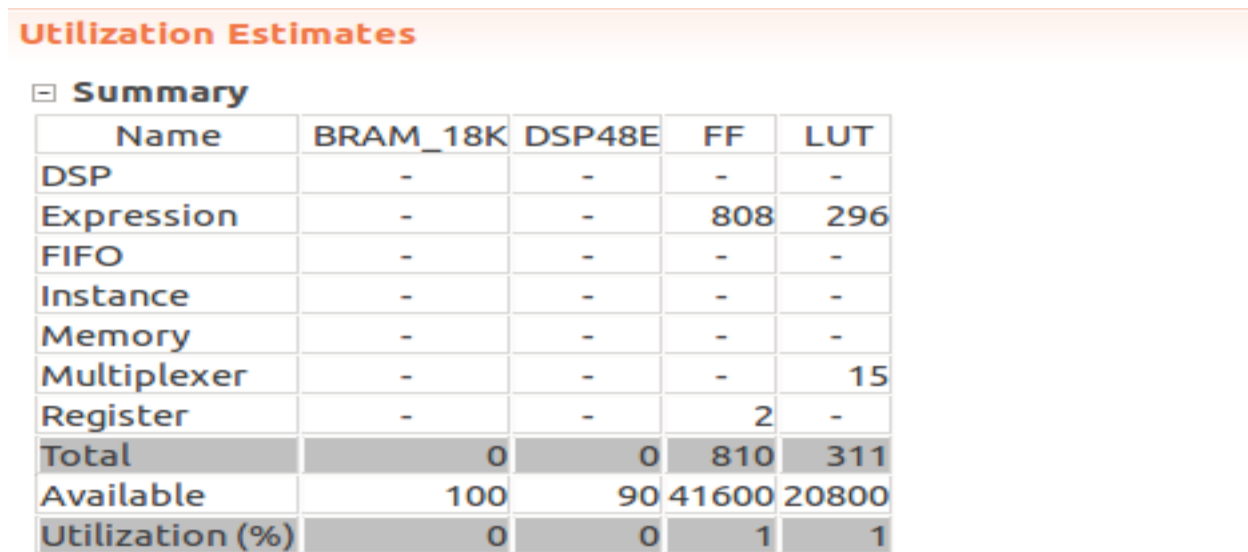 Utilization Estimates
Summary
Name BRAM_18K DSP48E FF LUT
DSP - - - -
Expression - - 808 296
FIFO - - - -
Instance - - - -
Memory - - - -
Multiplexer - - - 15
Register - - 2 -
Total 0 0 810 311
Available 100 90 41600 20800
Utilization (%) 0 0 1 1